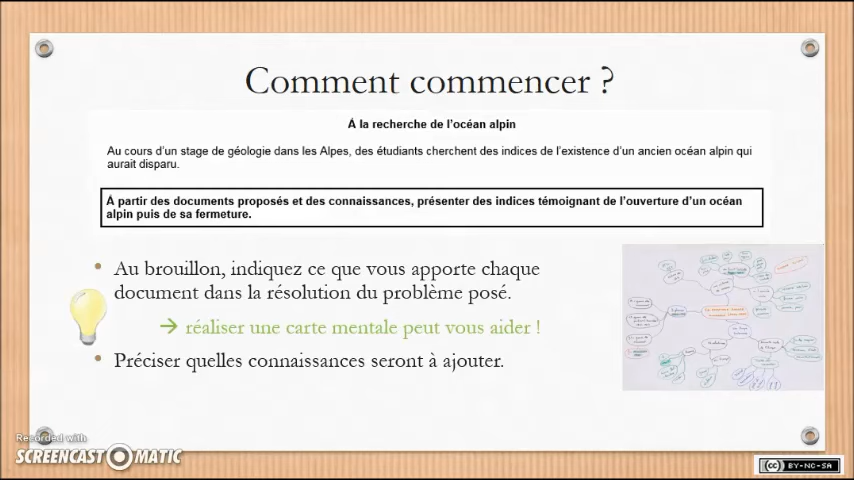 Comment commencer ?
À la recherche de l'océan alpin
Au cours d'un stage de géologie dans les Alpes, des étudiants cherchent des indices de l'existence d'un ancien océan alpin qui
aurait disparu.
À partir des documents proposés et des connaissances, présenter des indices témoignant de l'ouverture d'un océan
alpin puis de sa fermeture.
• Au brouillon, indiquez ce que vous apporte chaque
document dans la résolution du problème posé.
→ réaliser une carte mentale peut vous aider !
• Préciser quelles connaissances seront à ajouter.
Recorded with
SCREENCAST MATIC
cc BY-NC-SA